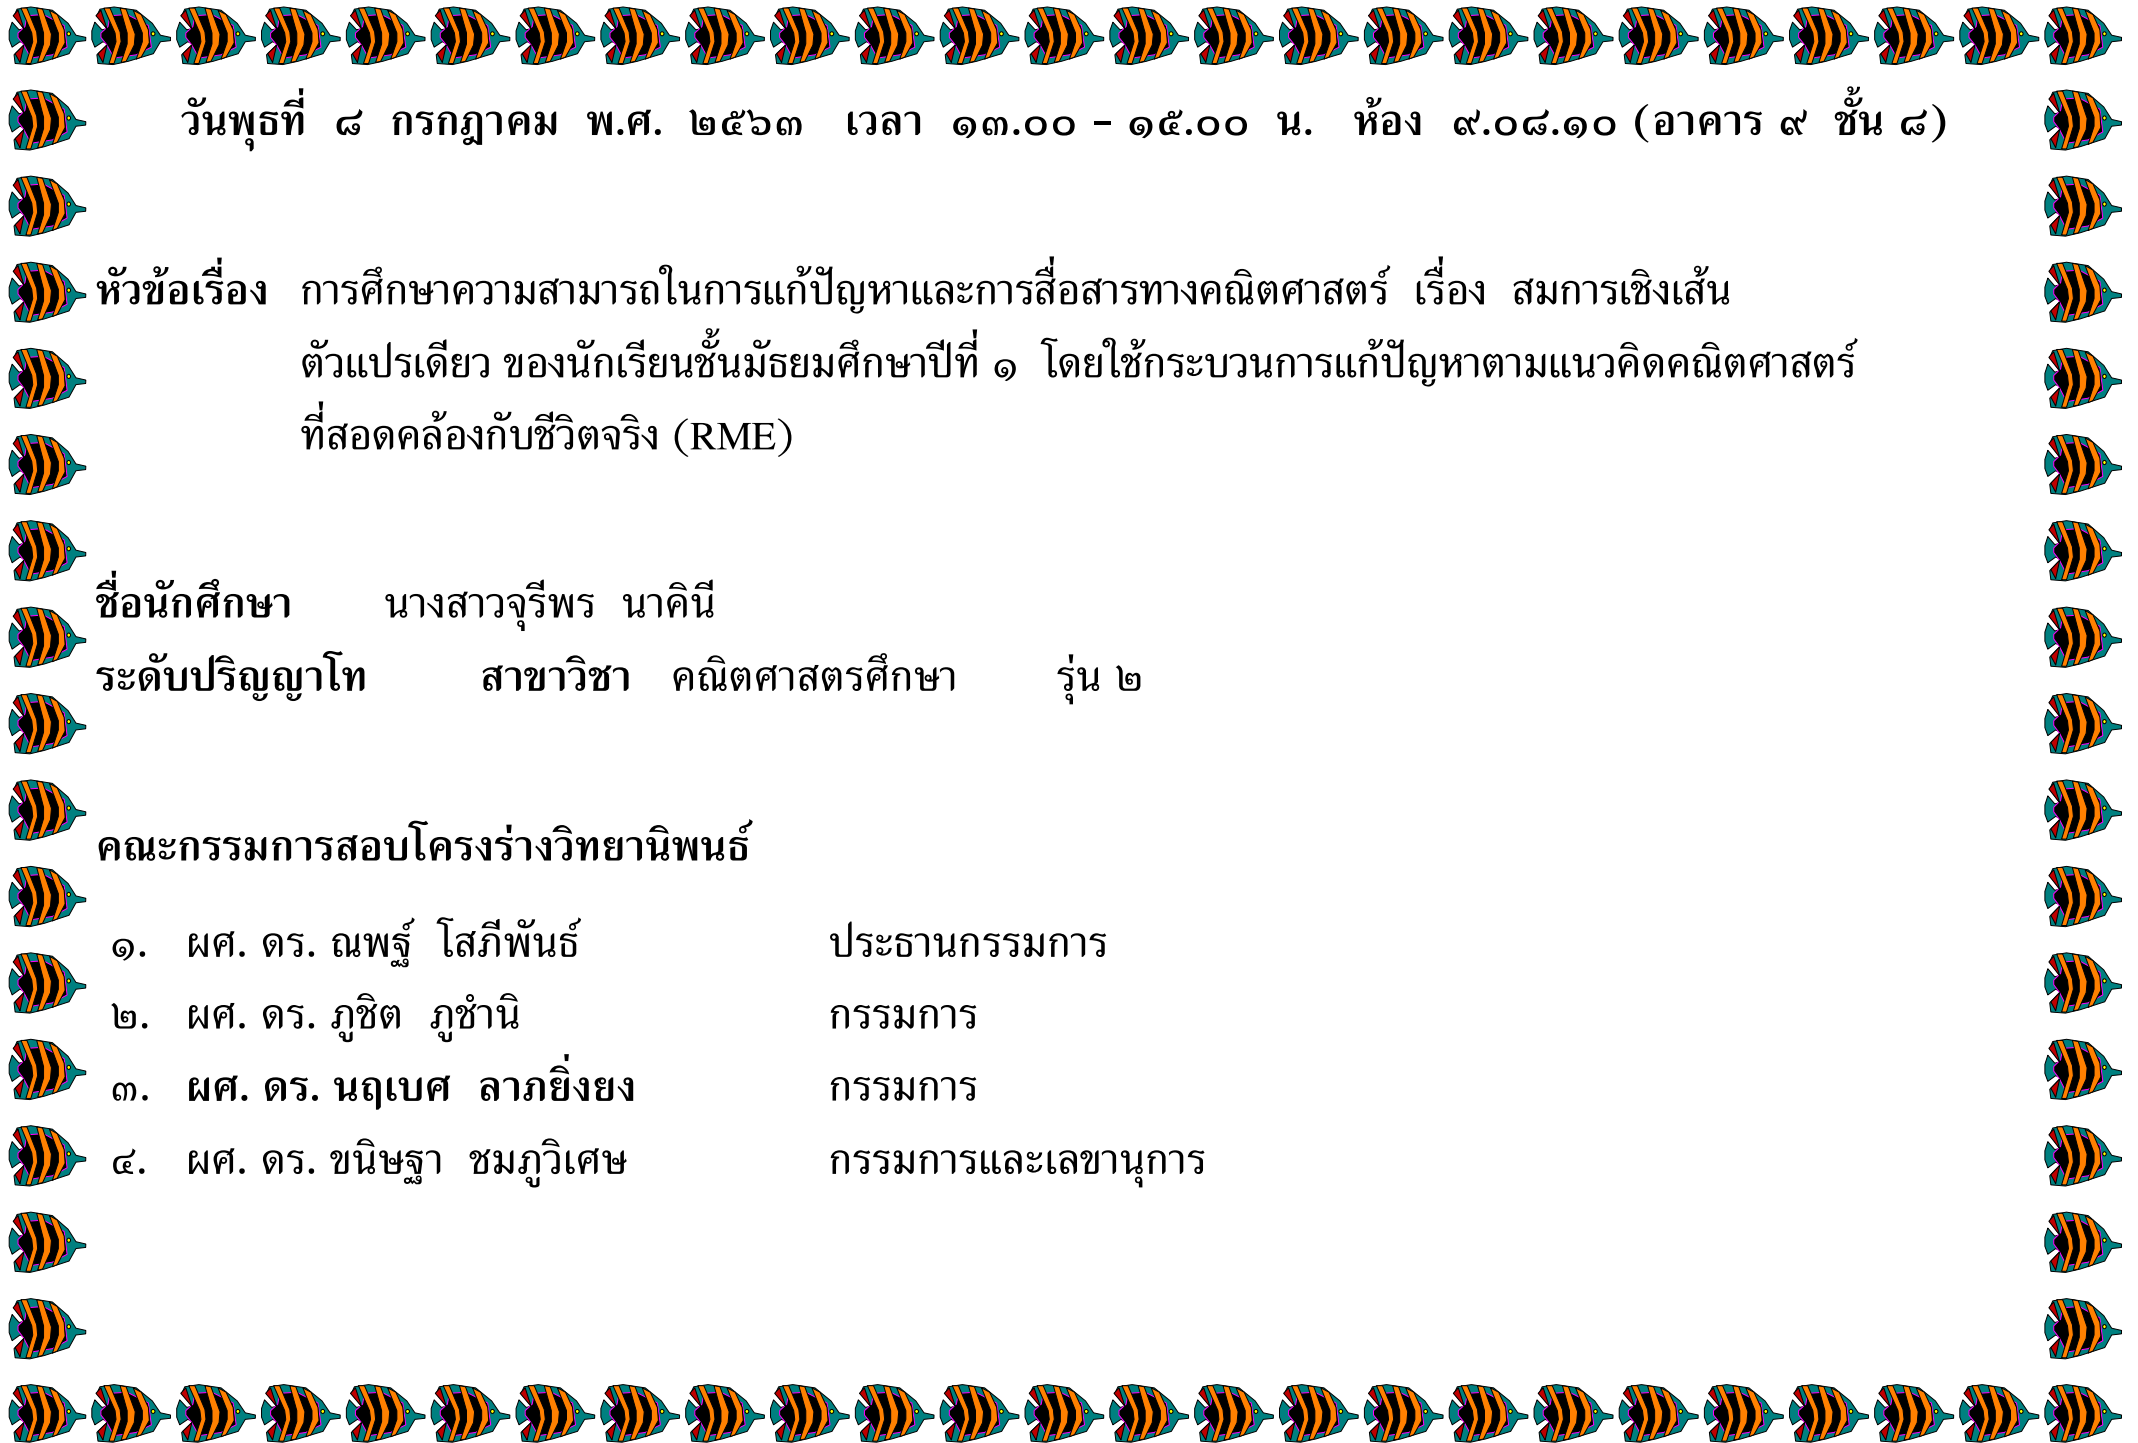 วันพุธที่ ๘ กรกฎาคม พ.ศ. ๒๕๖๓ เวลา ๑๓.๐๐ - ๑๕.๐๐ น. ห้อง ๙.๐๘.๑๐ (อาคาร ๙ ชั้น ๘)
หัวข้อเรื่อง การศึกษาความสามารถในการแก้ปัญหาและการสื่อสารทางคณิตศาสตร์ เรื่อง สมการเชิงเส้น
ตัวแปรเดียว ของนักเรียนชั้นมัธยมศึกษาปีที่ ๑ โดยใช้กระบวนการแก้ปัญหาตามแนวคิดคณิตศาสตร์
ที่สอดคล้องกับชีวิตจริง (RME)
ชื่อนักศึกษา นางสาวจุรีพร นาคินี
ระดับปริญญาโท สาขาวิชา คณิตศาสตรศึกษา รุ่น ๒
คณะกรรมการสอบโครงร่างวิทยานิพนธ์
๑. ผศ. ดร. ณพฐ์ โสภีพันธ์ ประธานกรรมการ
๒. ผศ. ดร. ภูชิต ภูชำนิ กรรมการ
๓. ผศ. ดร. นฤเบศ ลาภยิ่งยง กรรมการ
๔. ผศ. ดร. ขนิษฐา ชมภูวิเศษ กรรมการและเลขานุการ